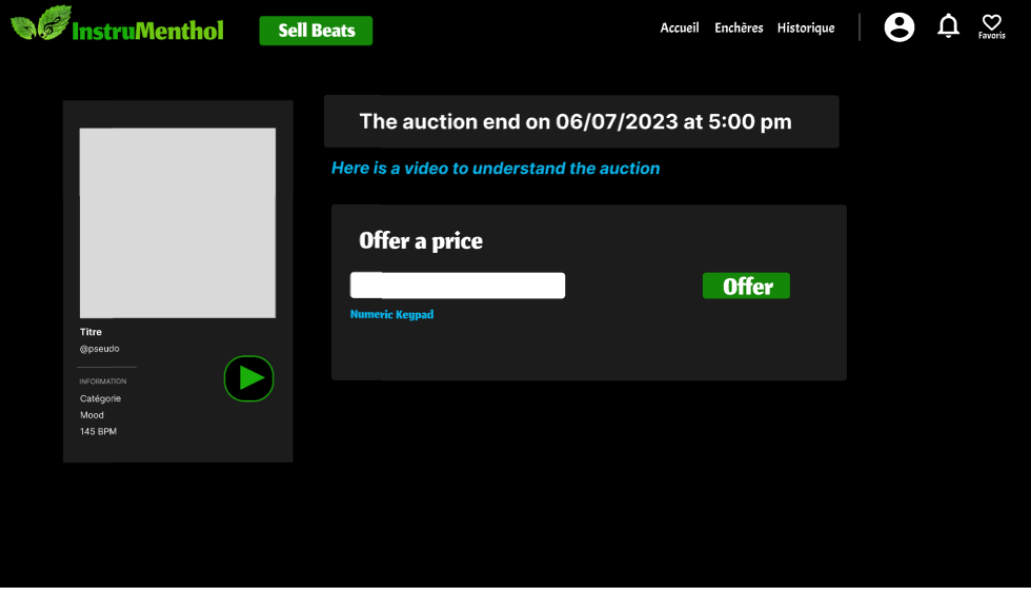 InstruMenthol
Sell Beats
Accueil Enchères Historique
Favoris
The auction end on 06/07/2023 at 5:00 pm
Here is a video to understand the auction
Offer a price
Offer
Numeric Keypad
Titre
@pseudo
INFORMATION
Catégorie
Mood
145 BPM